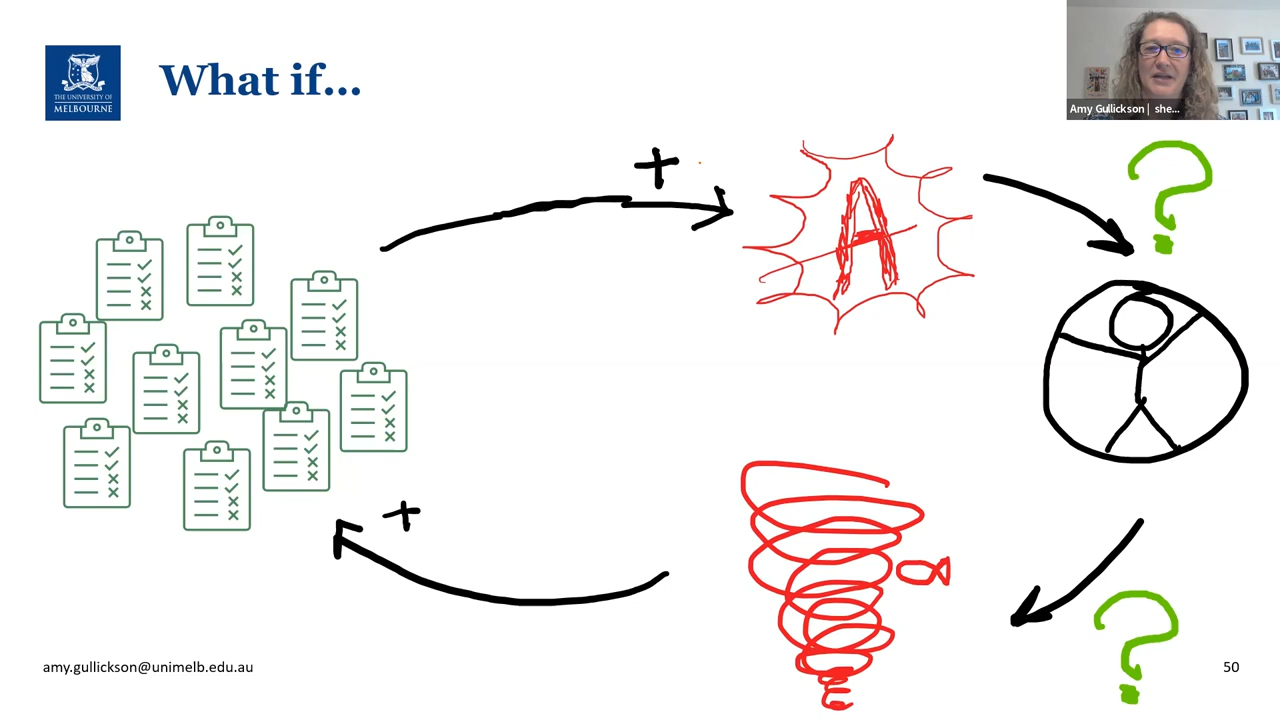 THE UNIVERSITY OF
MELBOURNE
What if...
Amy Gullickson | she...
+
A
?
+
?
amy.gullickson@unimelb.edu.au
50